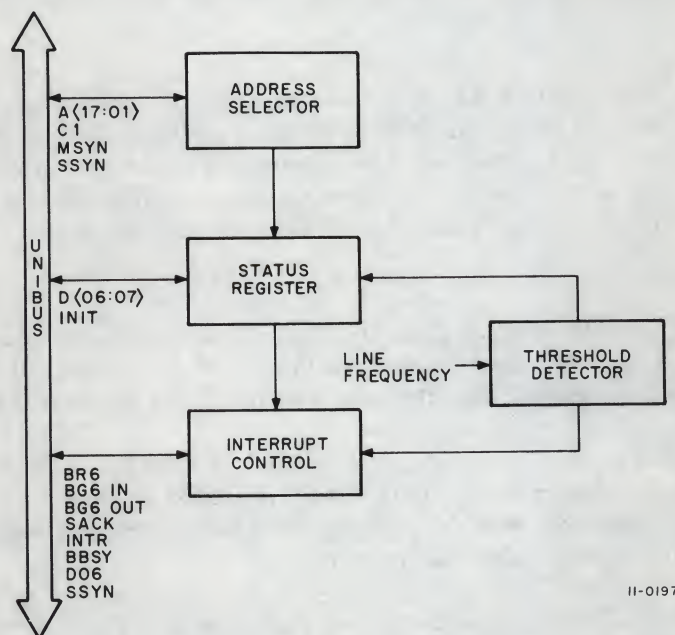 ADDRESS
SELECTOR
A⟨17:01⟩
C1
MSYN
SSYN
UNIBUS
STATUS
REGISTER
D⟨06:07⟩
INIT
LINE
FREQUENCY
THRESHOLD
DETECTOR
INTERRUPT
CONTROL
BR6
BG6 IN
BG6 OUT
SACK
INTR
BBSY
D06
SSYN
11-0197